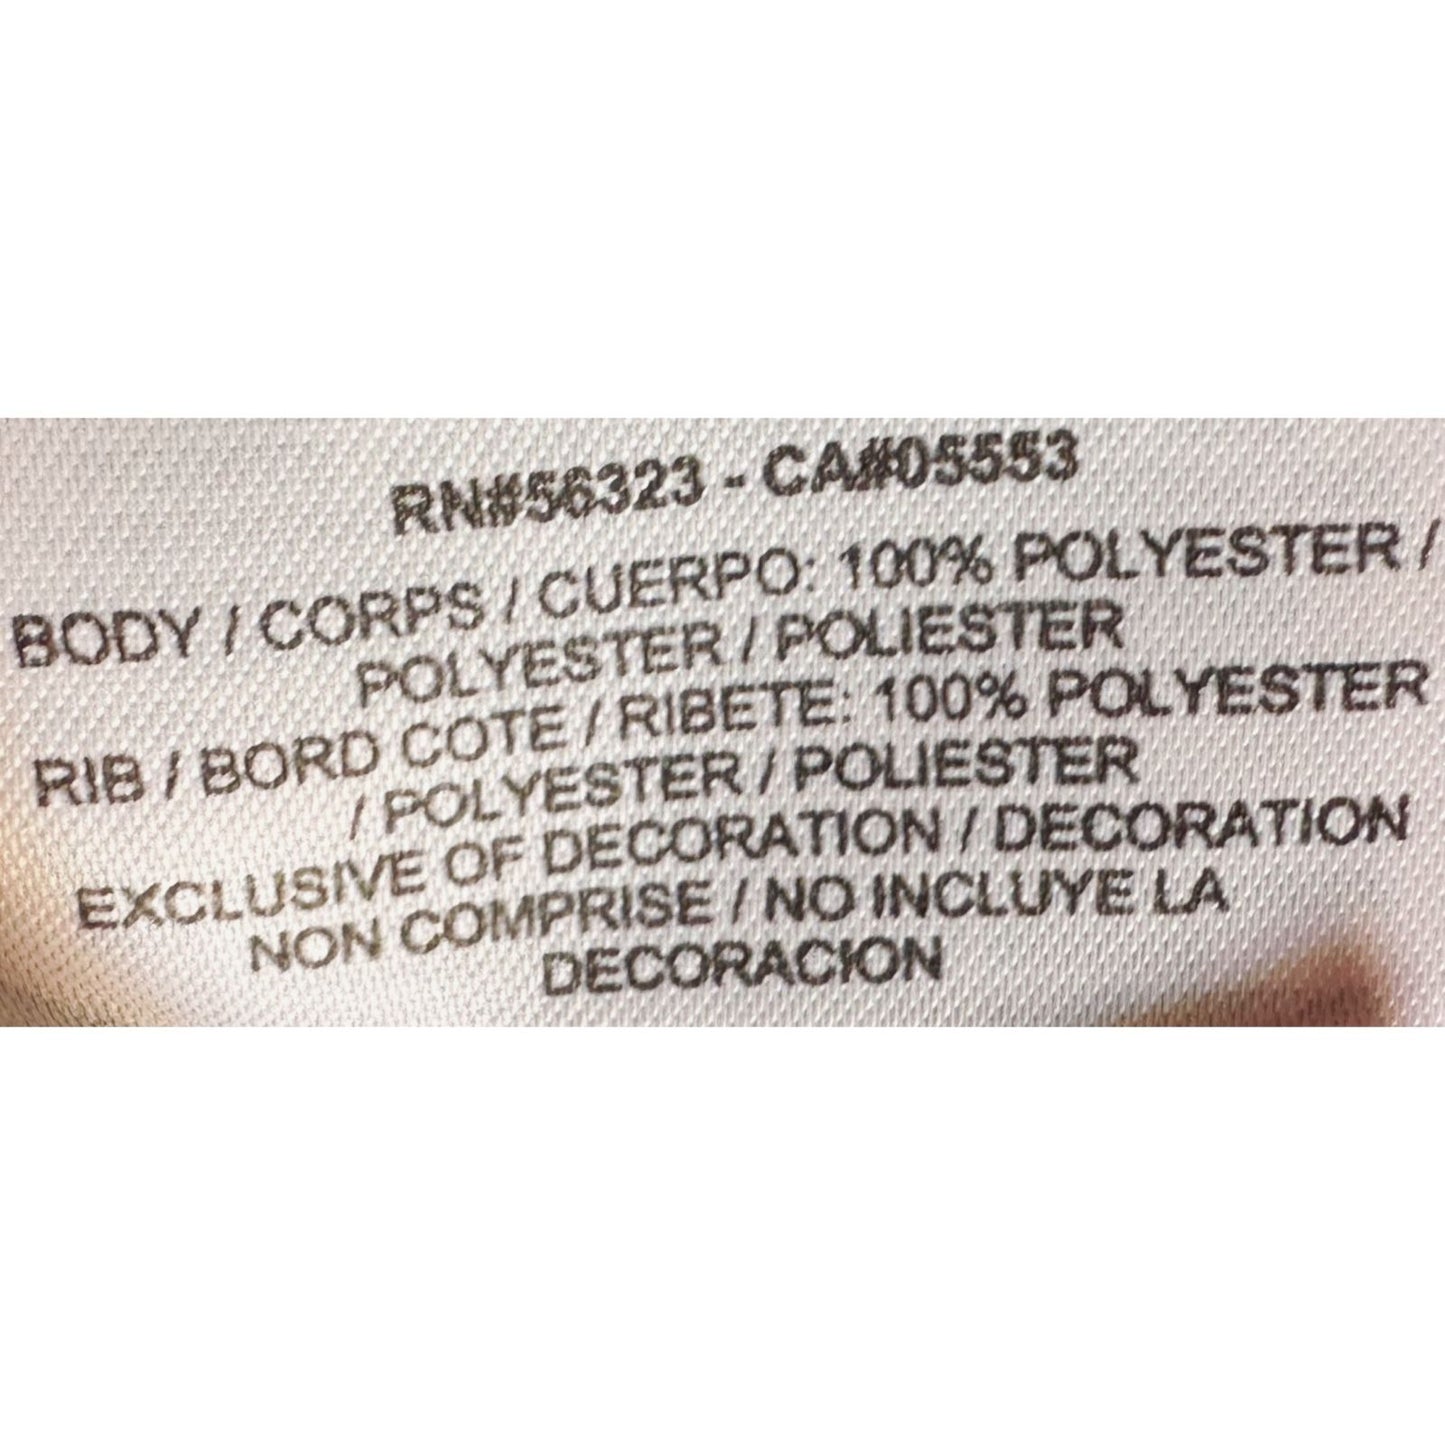 RN#56323 - CA#05553
BODY / CORPS / CUERPO: 100% POLYESTER /
POLYESTER / POLIESTER
RIB / BORD COTE / RIBETE: 100% POLYESTER
/ POLYESTER / POLIESTER
EXCLUSIVE OF DECORATION / DECORATION
NON COMPRISE / NO INCLUYE LA
DECORACION